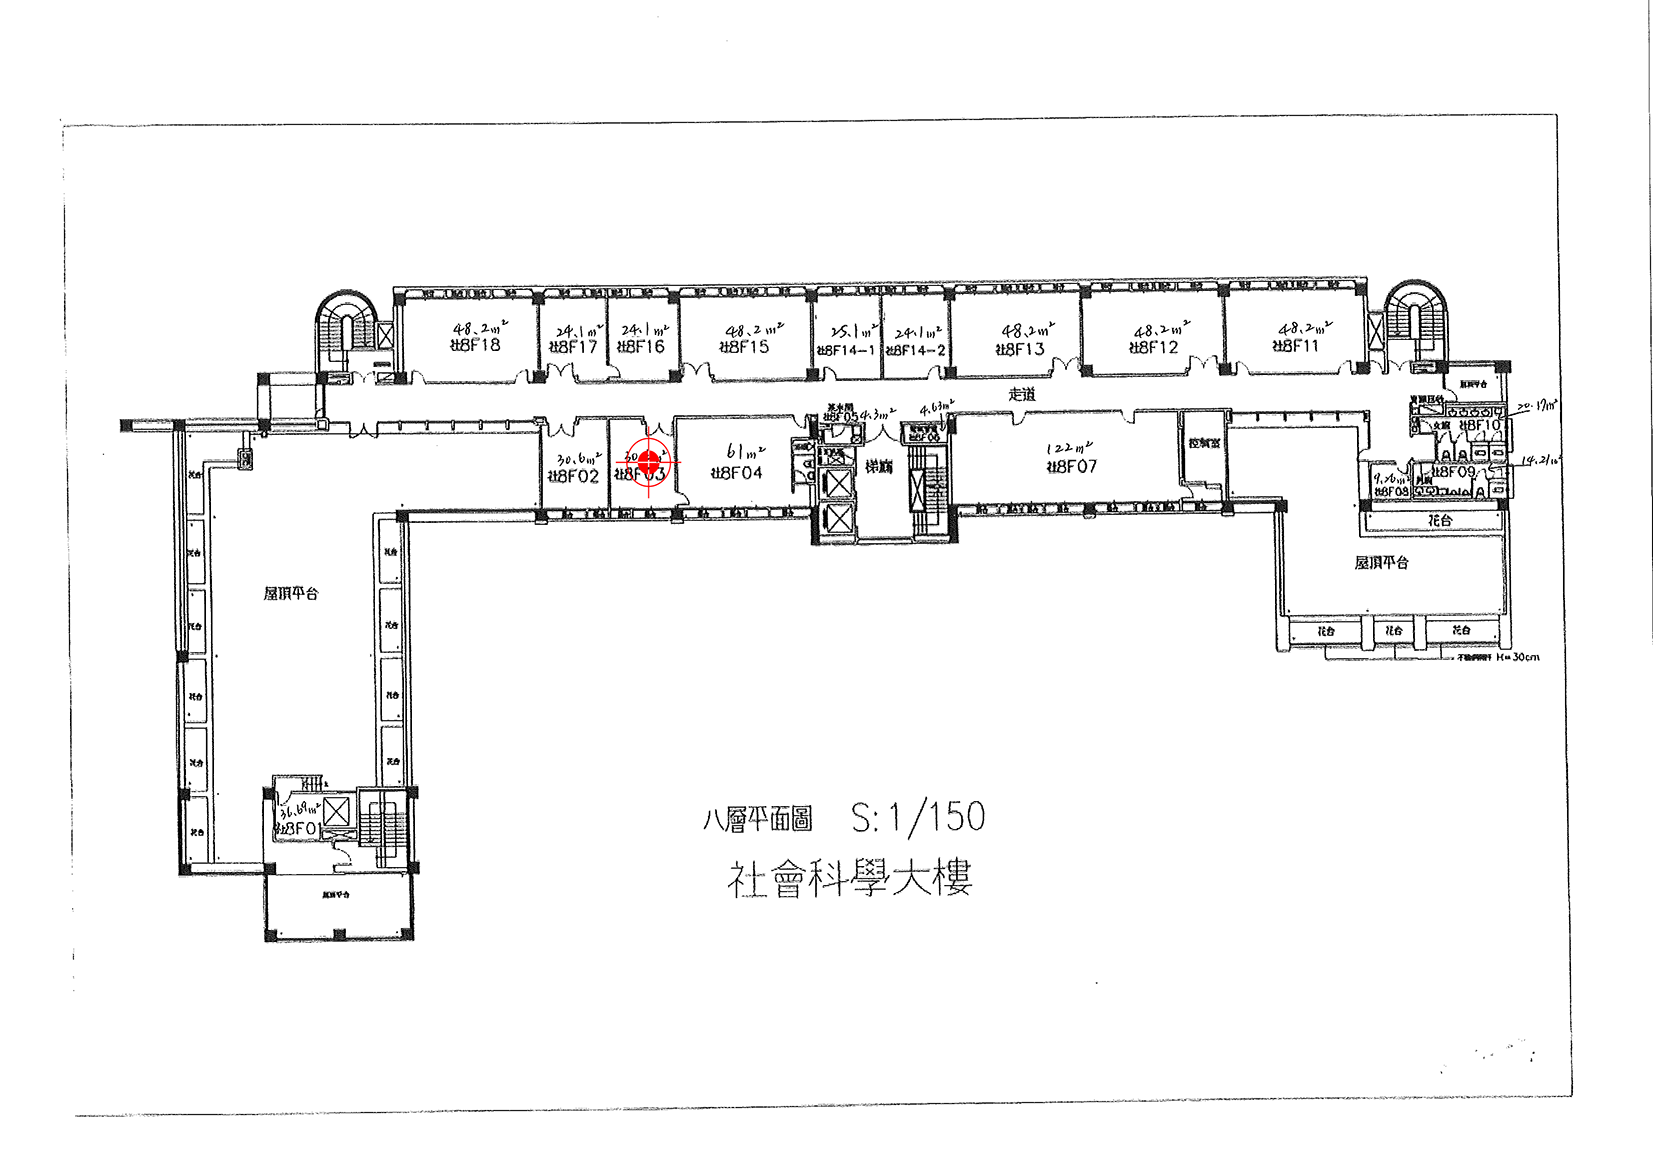 48.2m²
社8F18
24.1m²
社8F17
24.1m²
社8F16
48.2m²
社8F15
25.1m²
社8F14-1
24.1m²
社8F14-2
48.2m²
社8F13
48.2m²
社8F12
48.2m²
社8F11
走道
屋頂平台
30.6m²
社8F02
30 m²
社8F03
61m²
社8F04
茶水間
社8F05
4.3m²
4.63m²
社8F06
梯廳
122m²
社8F07
控制室
20.17m²
女廁
社8F10
14.21m²
社8F09
男廁
9.26m²
社8F08
花台
屋頂平台
花台
花台
花台
H=30cm
花台
花台
花台
花台
花台
花台
花台
花台
花台
花台
屋頂平台
36.69m²
社8F01
屋頂平台
八層平面圖 S:1/150
社會科學大樓